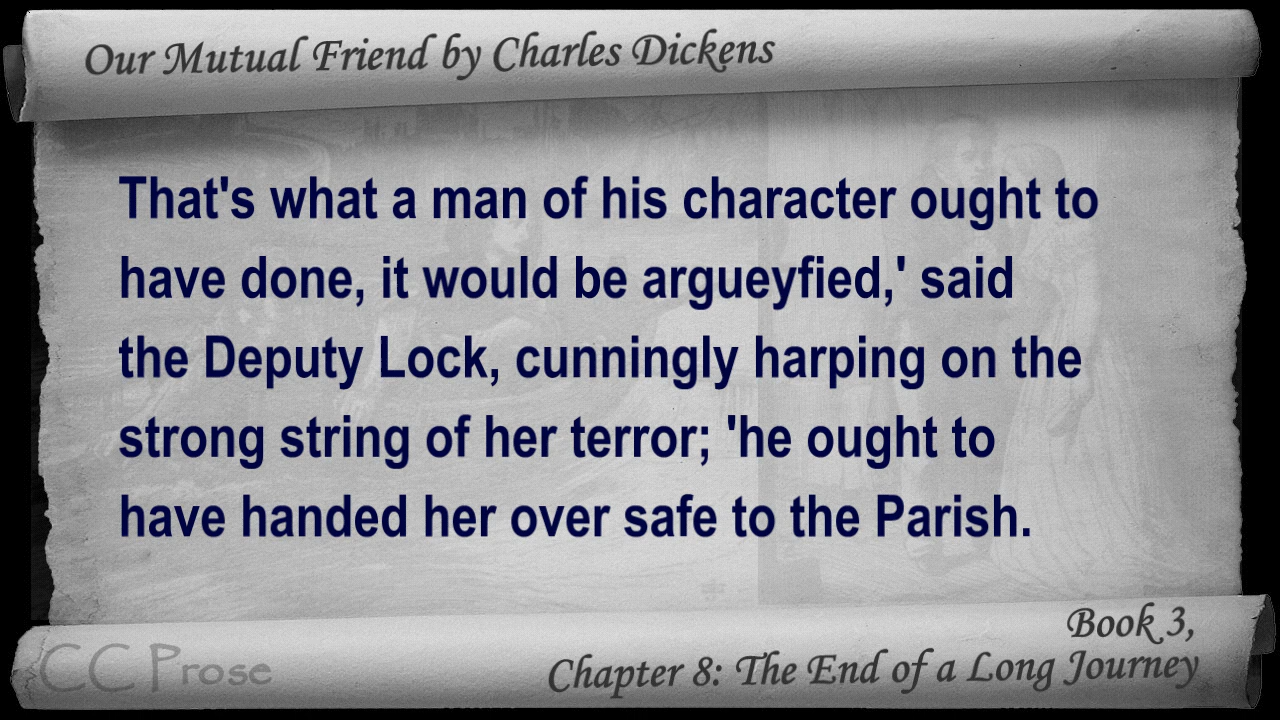 Our Mutual Friend by Charles Dickens
That's what a man of his character ought to
have done, it would be argueyfied,' said
the Deputy Lock, cunningly harping on the
strong string of her terror; 'he ought to
have handed her over safe to the Parish.
Book 3,
Chapter 8: The End of a Long Journey
CC Prose